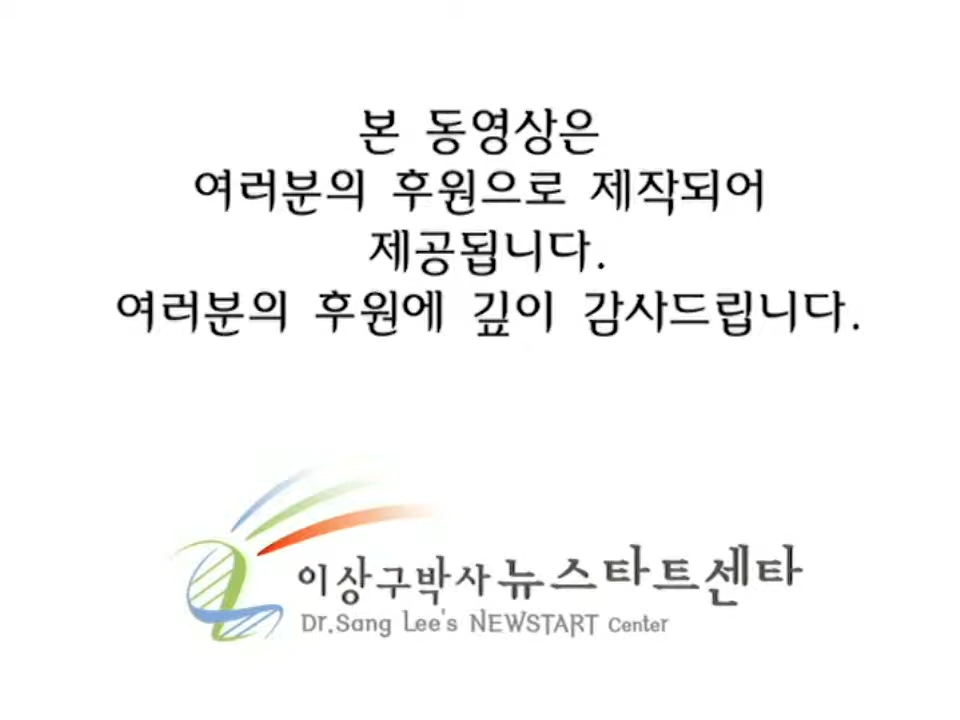 본 동영상은
여러분의 후원으로 제작되어
제공됩니다.
여러분의 후원에 깊이 감사드립니다.
이상구박사 뉴스타트센타
Dr.Sang Lee's NEWSTART Center